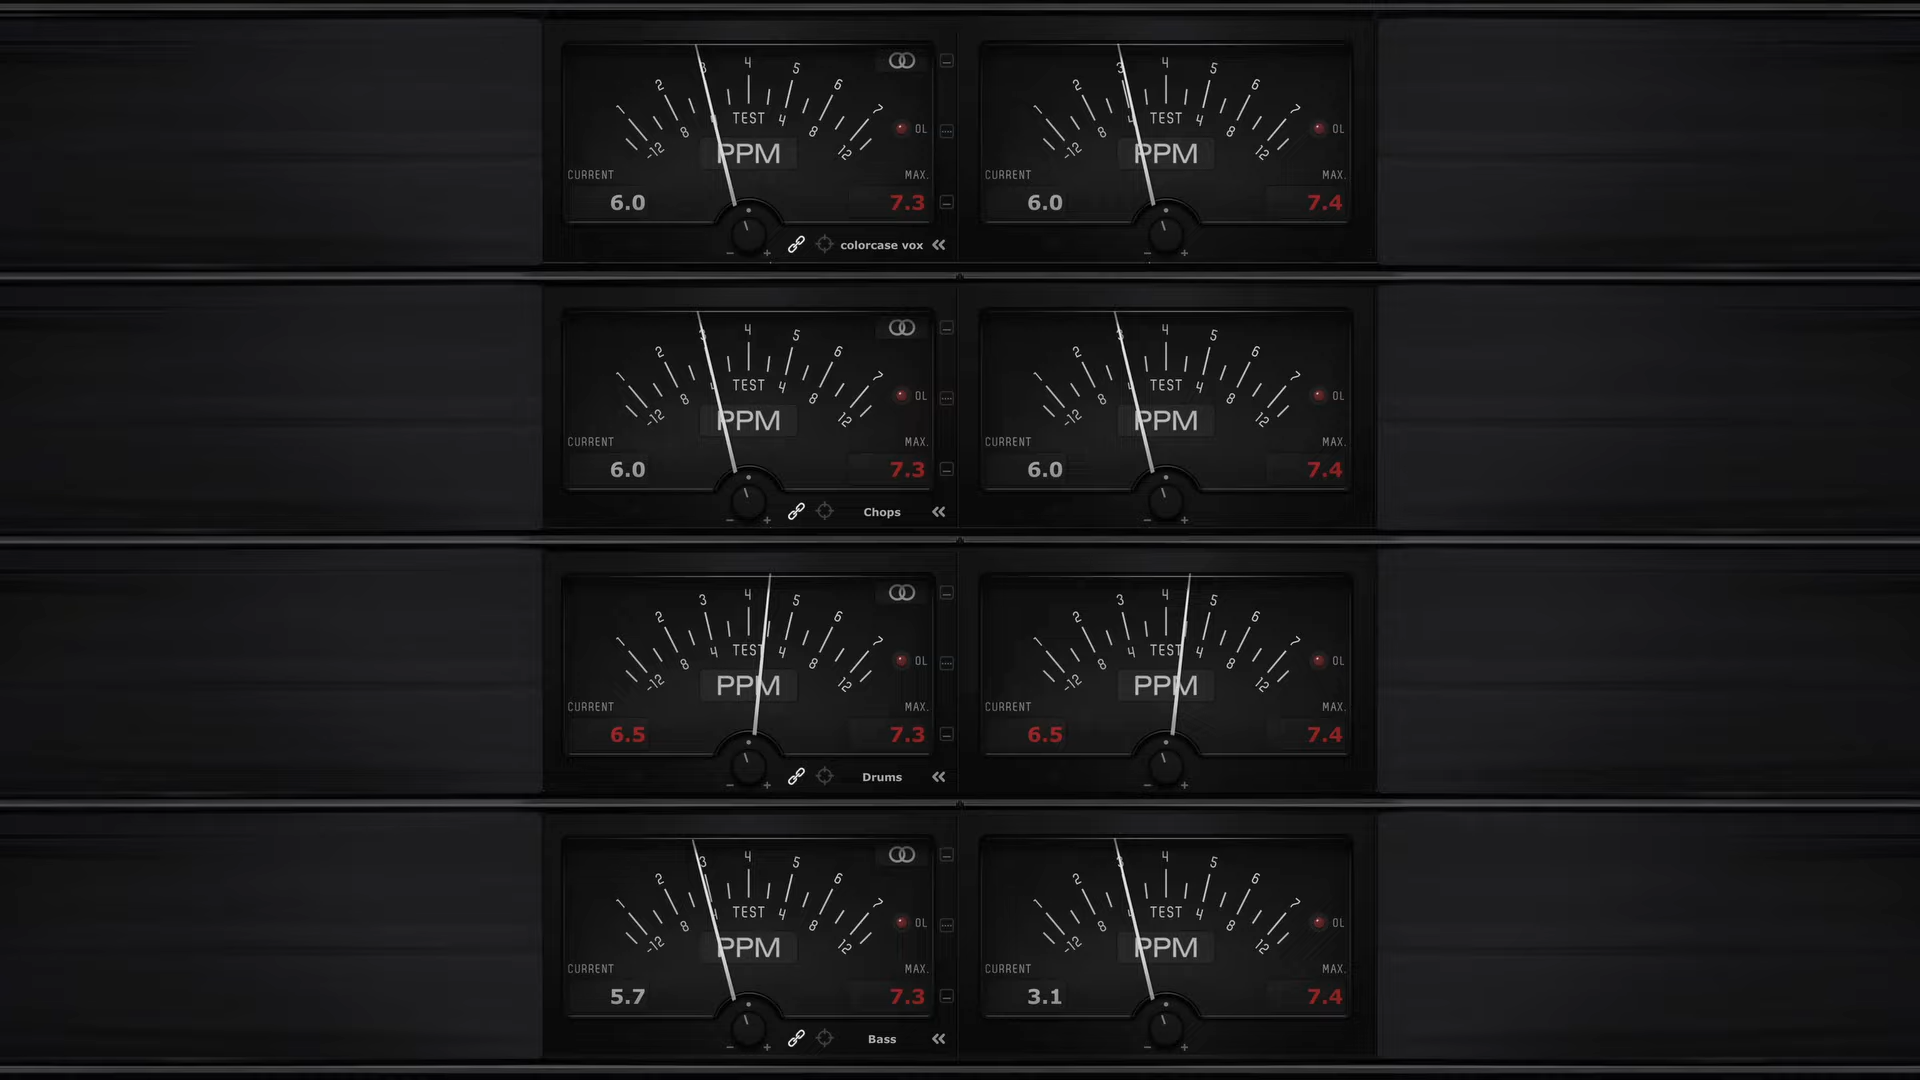 1 2 3 4 5 6 7
-12 8 TEST 4 8 12
PPM
OL
CURRENT MAX.
6.0 7.3
- + colorcase vox
1 2 3 4 5 6 7
-12 8 4 TEST 4 8 12
PPM
OL
CURRENT MAX.
6.0 7.4
- +
1 2 3 4 5 6 7
-12 8 4 TEST 4 8 12
PPM
OL
CURRENT MAX.
6.0 7.3
- + Chops
1 2 3 4 5 6 7
-12 8 4 TEST 4 8 12
PPM
OL
CURRENT MAX.
6.0 7.4
- +
1 2 3 4 5 6 7
-12 8 4 TEST 4 8 12
PPM
OL
CURRENT MAX.
6.5 7.3
- + Drums
1 2 3 4 5 6 7
-12 8 4 TEST 4 8 12
PPM
OL
CURRENT MAX.
6.5 7.4
- +
1 2 3 4 5 6 7
-12 8 4 TEST 4 8 12
PPM
OL
CURRENT MAX.
5.7 7.3
- + Bass
1 2 3 4 5 6 7
-12 8 4 TEST 4 8 12
PPM
OL
CURRENT MAX.
3.1 7.4
- +